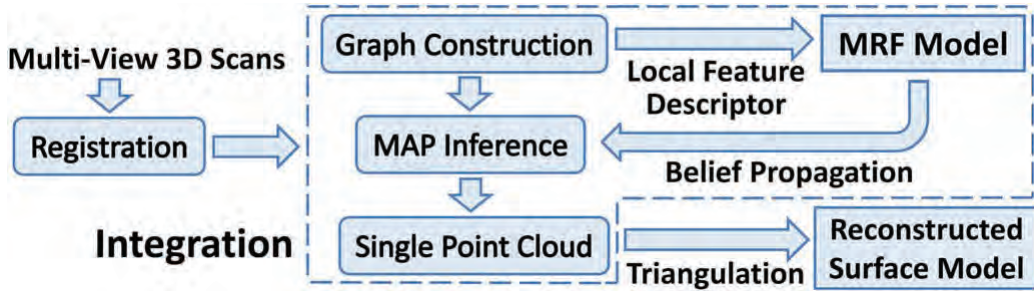 Multi-View 3D Scans
Registration
Integration
Graph Construction
Local Feature
Descriptor
MRF Model
MAP Inference
Belief Propagation
Single Point Cloud
Triangulation
Reconstructed
Surface Model